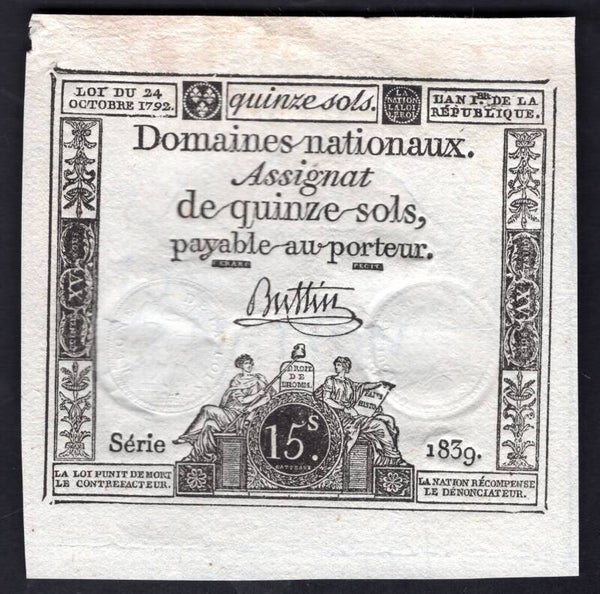 LOI DU 24
OCTOBRE 1792.
quinze sols.
LA
NATION
LA LOI
LE ROI
L'AN I.ER DE LA
RÉPUBLIQUE.
Domaines nationaux.
Assignat
de quinze sols,
payable au porteur.
Buttin
DROIT
DE
L'HOMM.
15.S
GATTEAUX
Série
1839.
LA LOI PUNIT DE MORT
LE CONTREFACTEUR.
LA NATION RÉCOMPENSE
LE DÉNONCIATEUR.